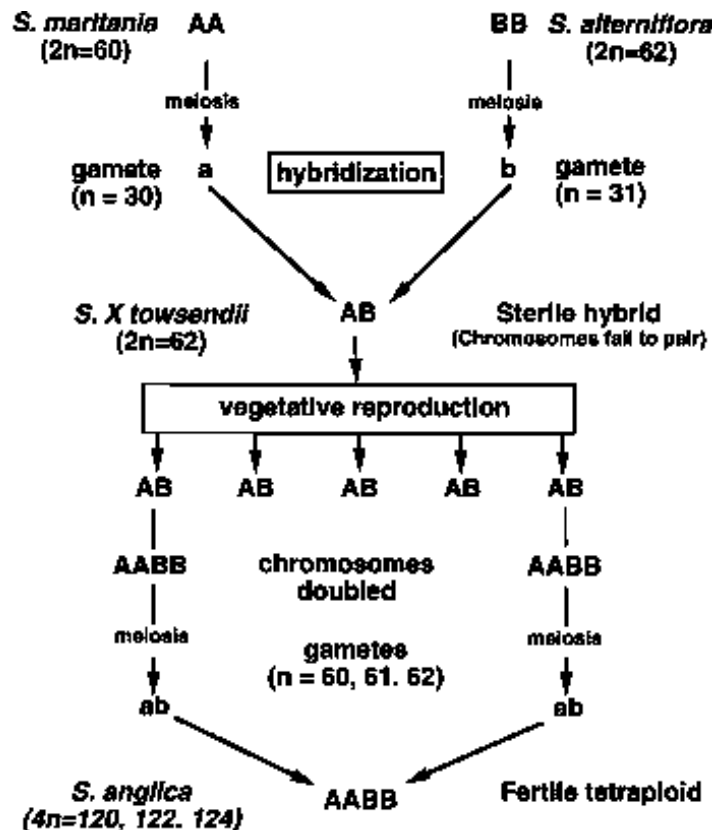 S. maritania AA
(2n=60)
BB S. alterniflora
(2n=62)
meiosis
meiosis
gamete
(n = 30)
a
hybridization
b
gamete
(n = 31)
S. X towsendii
(2n=62)
AB
Sterile hybrid
(Chromosomes fail to pair)
vegetative reproduction
AB AB AB AB AB
AABB
chromosomes
doubled
AABB
meiosis
meiosis
gametes
(n = 60, 61. 62)
ab
ab
S. anglica
(4n=120, 122. 124)
AABB
Fertile tetraploid